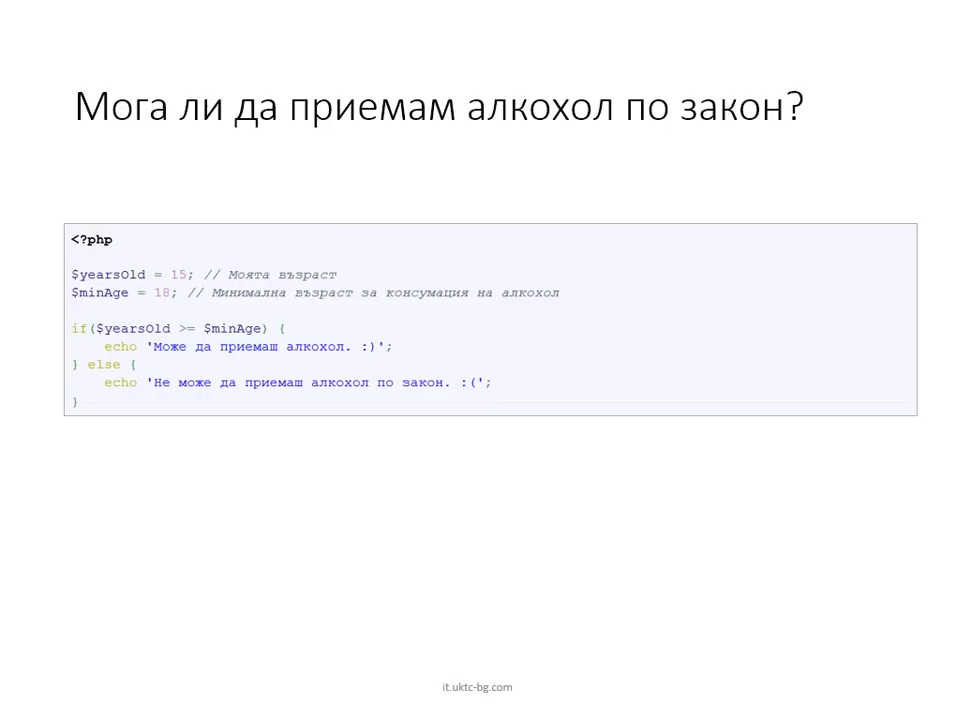 Мога ли да приемам алкохол по закон?
<?php
$yearsOld = 15; // Моята възраст
$minAge = 18; // Минимална възраст за консумация на алкохол
if($yearsOld >= $minAge) {
    echo 'Може да приемаш алкохол. :)';
} else {
    echo 'Не може да приемаш алкохол по закон. :(';
}
it.uktc-bg.com